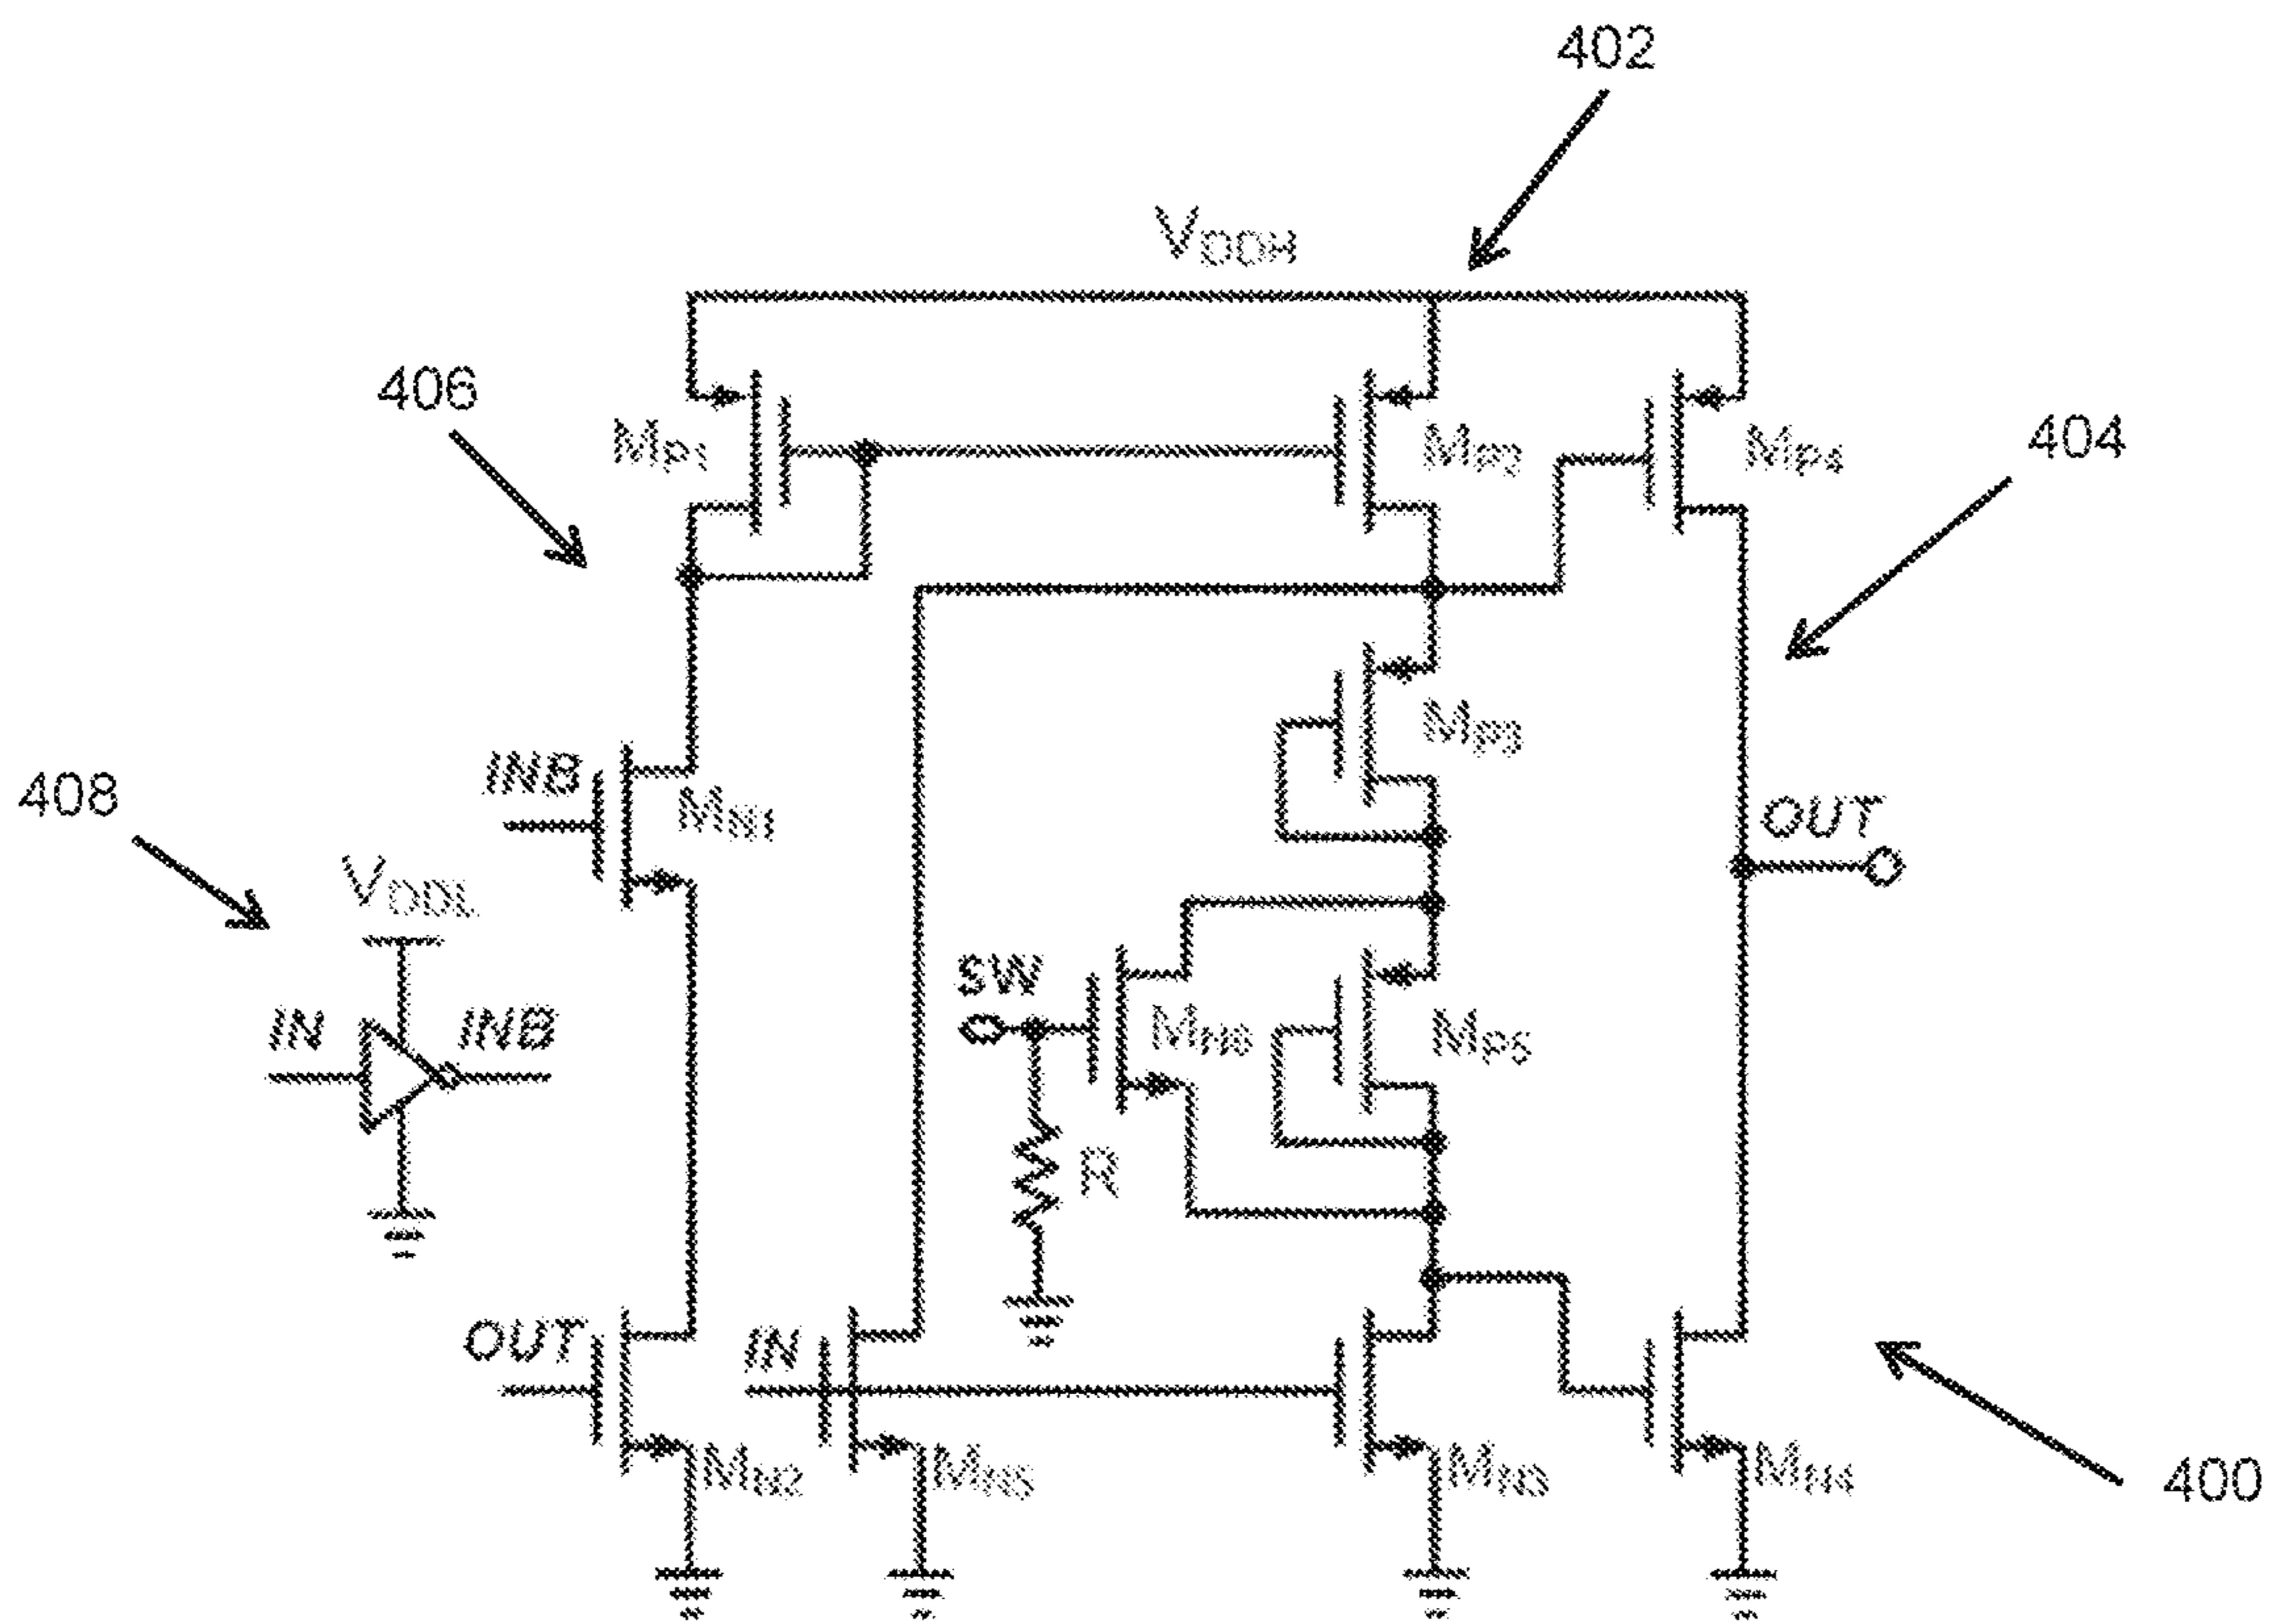 402
VDDH
406
MP1
MP2
MP4
404
MP3
INB
MN1
408
OUT
VDDL
SW
IN
INB
MN6
MP5
R
OUT
IN
MN2
MN5
MN3
MN4
400